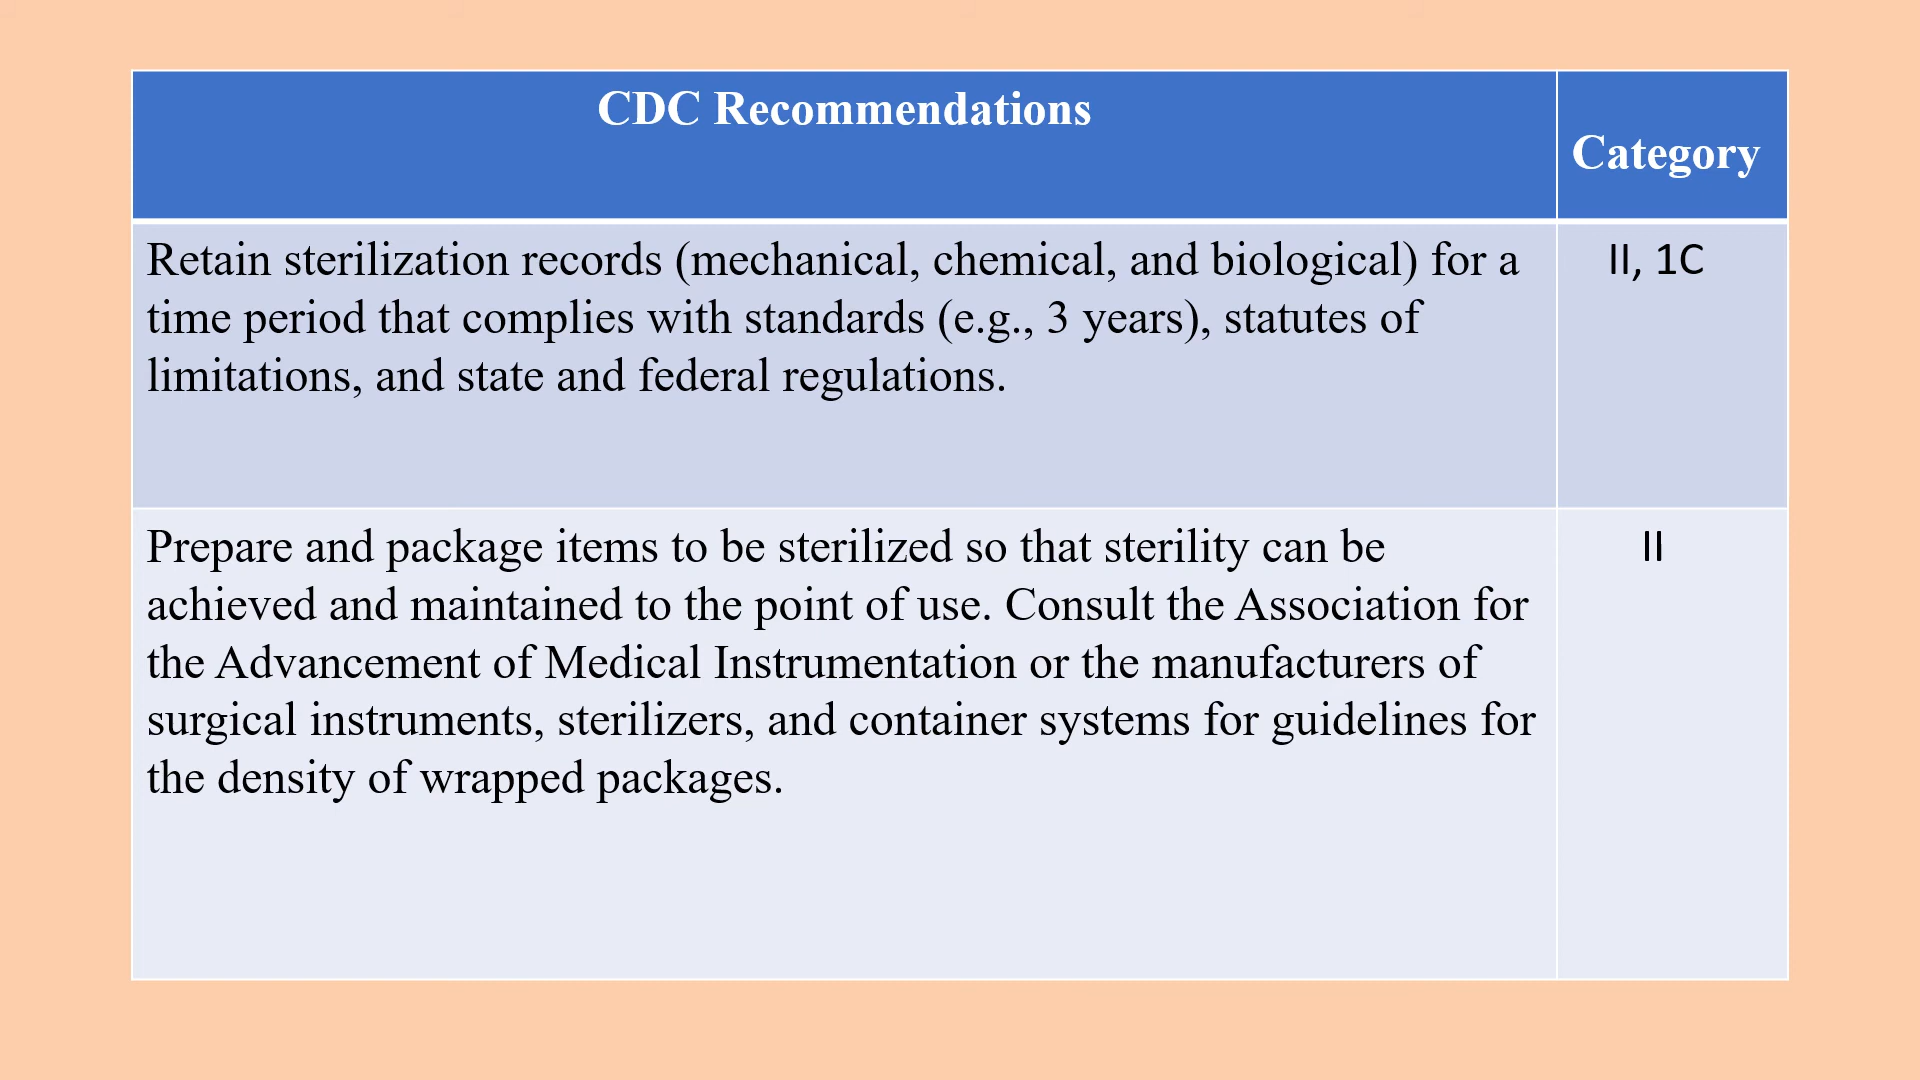 CDC Recommendations
Category
Retain sterilization records (mechanical, chemical, and biological) for a
time period that complies with standards (e.g., 3 years), statutes of
limitations, and state and federal regulations.
II, 1C
Prepare and package items to be sterilized so that sterility can be
achieved and maintained to the point of use. Consult the Association for
the Advancement of Medical Instrumentation or the manufacturers of
surgical instruments, sterilizers, and container systems for guidelines for
the density of wrapped packages.
II